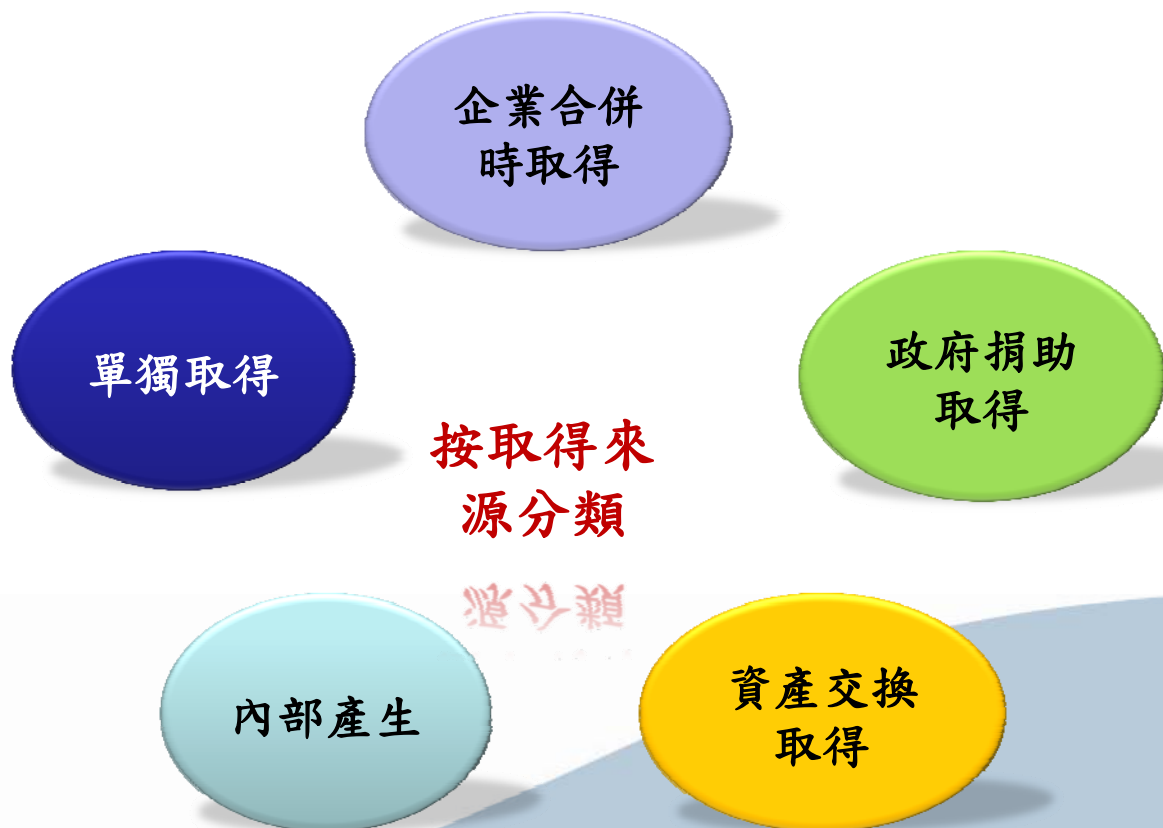 企業合併
時取得
單獨取得
政府捐助
取得
按取得來
源分類
內部產生
資產交換
取得